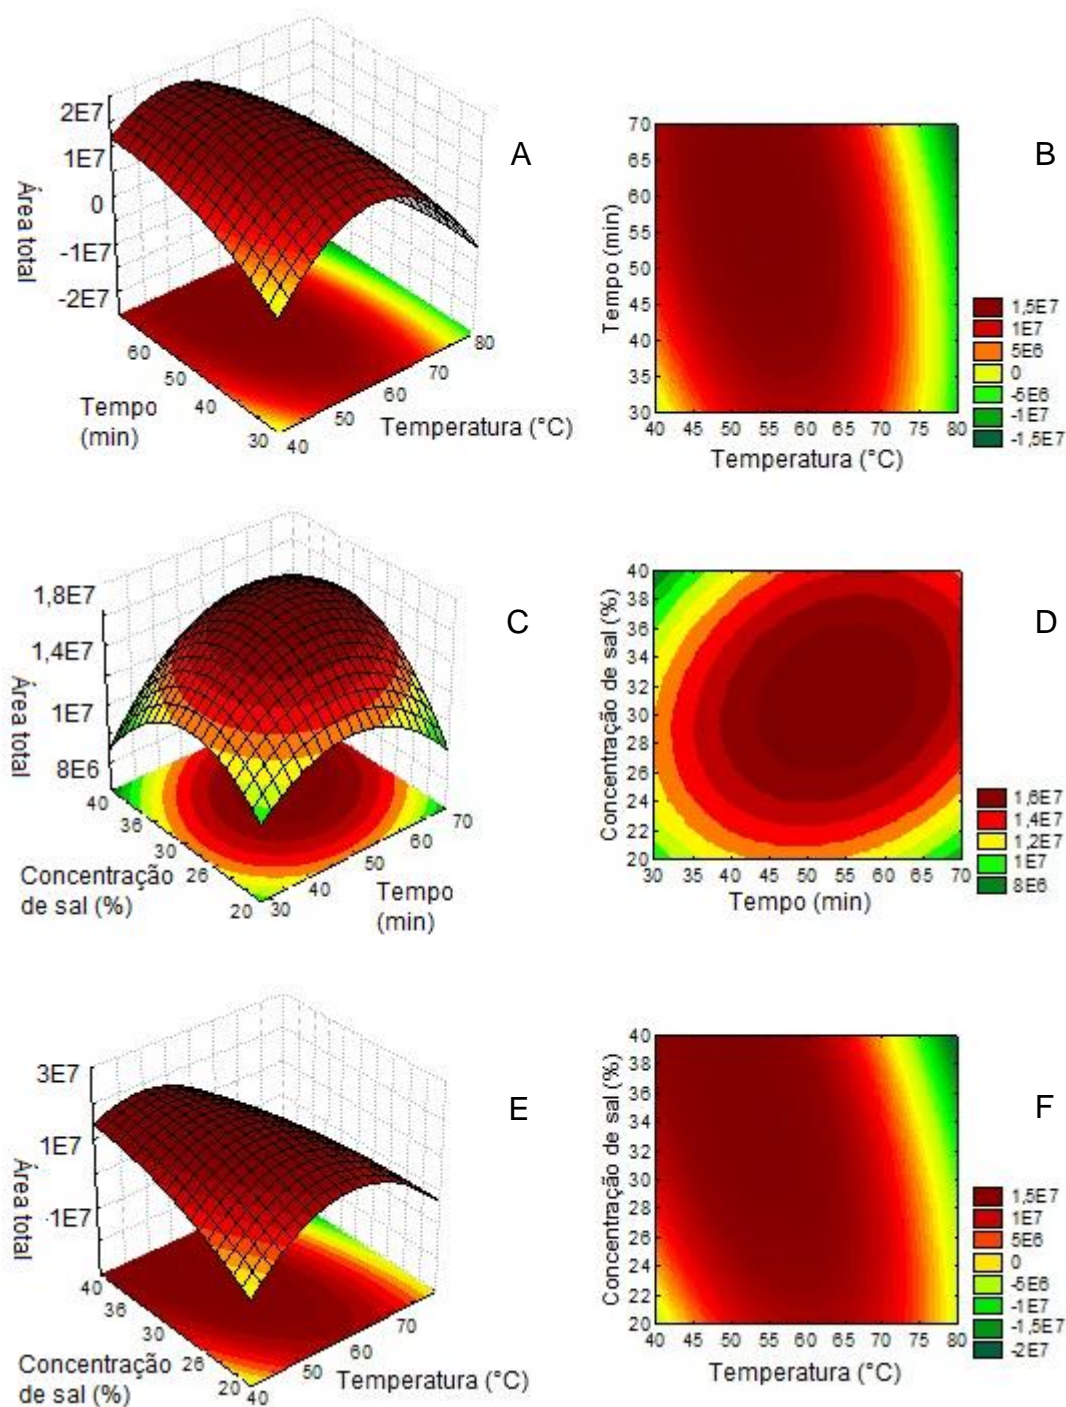 A
2E7
1E7
0
-1E7
-2E7
Área total
60
50
40
30
Tempo
(min)
40
50
60
70
80
Temperatura (°C)
B
70
65
60
55
50
45
40
35
30
Tempo (min)
40 45 50 55 60 65 70 75 80
Temperatura (°C)
1,5E7
1E7
5E6
0
-5E6
-1E7
-1,5E7
C
1,8E7
1,4E7
1E7
8E6
Área total
40
36
30
26
20
Concentração
de sal (%)
30
40
50
60
70
Tempo
(min)
D
40
38
36
34
32
30
28
26
24
22
20
Concentração de sal (%)
30 35 40 45 50 55 60 65 70
Tempo (min)
1,6E7
1,4E7
1,2E7
1E7
8E6
E
3E7
1E7
-1E7
Área total
40
36
30
26
20
Concentração
de sal (%)
40
50
70
Temperatura (°C)
F
40
38
36
34
32
30
28
26
24
22
20
Concentração de sal (%)
40 45 50 55 60 65 70 75 80
Temperatura (°C)
1,5E7
1E7
5E6
0
-5E6
-1E7
-1,5E7
-2E7